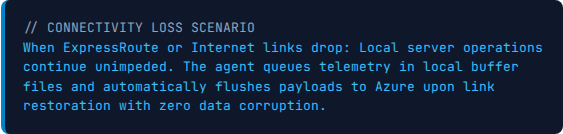 // CONNECTIVITY LOSS SCENARIO
When ExpressRoute or Internet links drop: Local server operations
continue unimpeded. The agent queues telemetry in local buffer
files and automatically flushes payloads to Azure upon link
restoration with zero data corruption.